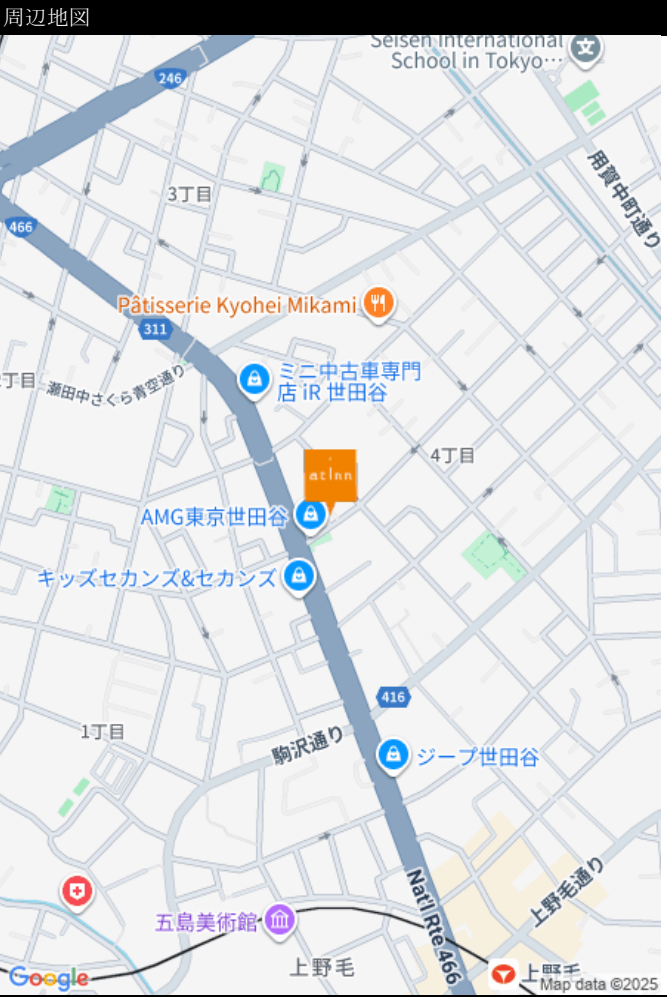 周辺地図
Seisen International
School in Tokyo…
246
用賀中町通り
3丁目
466
Pâtisserie Kyohei Mikami
311
ミニ中古車専門
店 iR 世田谷
2丁目
瀬田中さくら青空通り
4丁目
atInn
AMG東京世田谷
キッズセカンズ&セカンズ
416
1丁目
駒沢通り
ジープ世田谷
上野毛通り
Nat'l Rte 466
五島美術館
上野毛
上野毛
Google
Map data ©2025